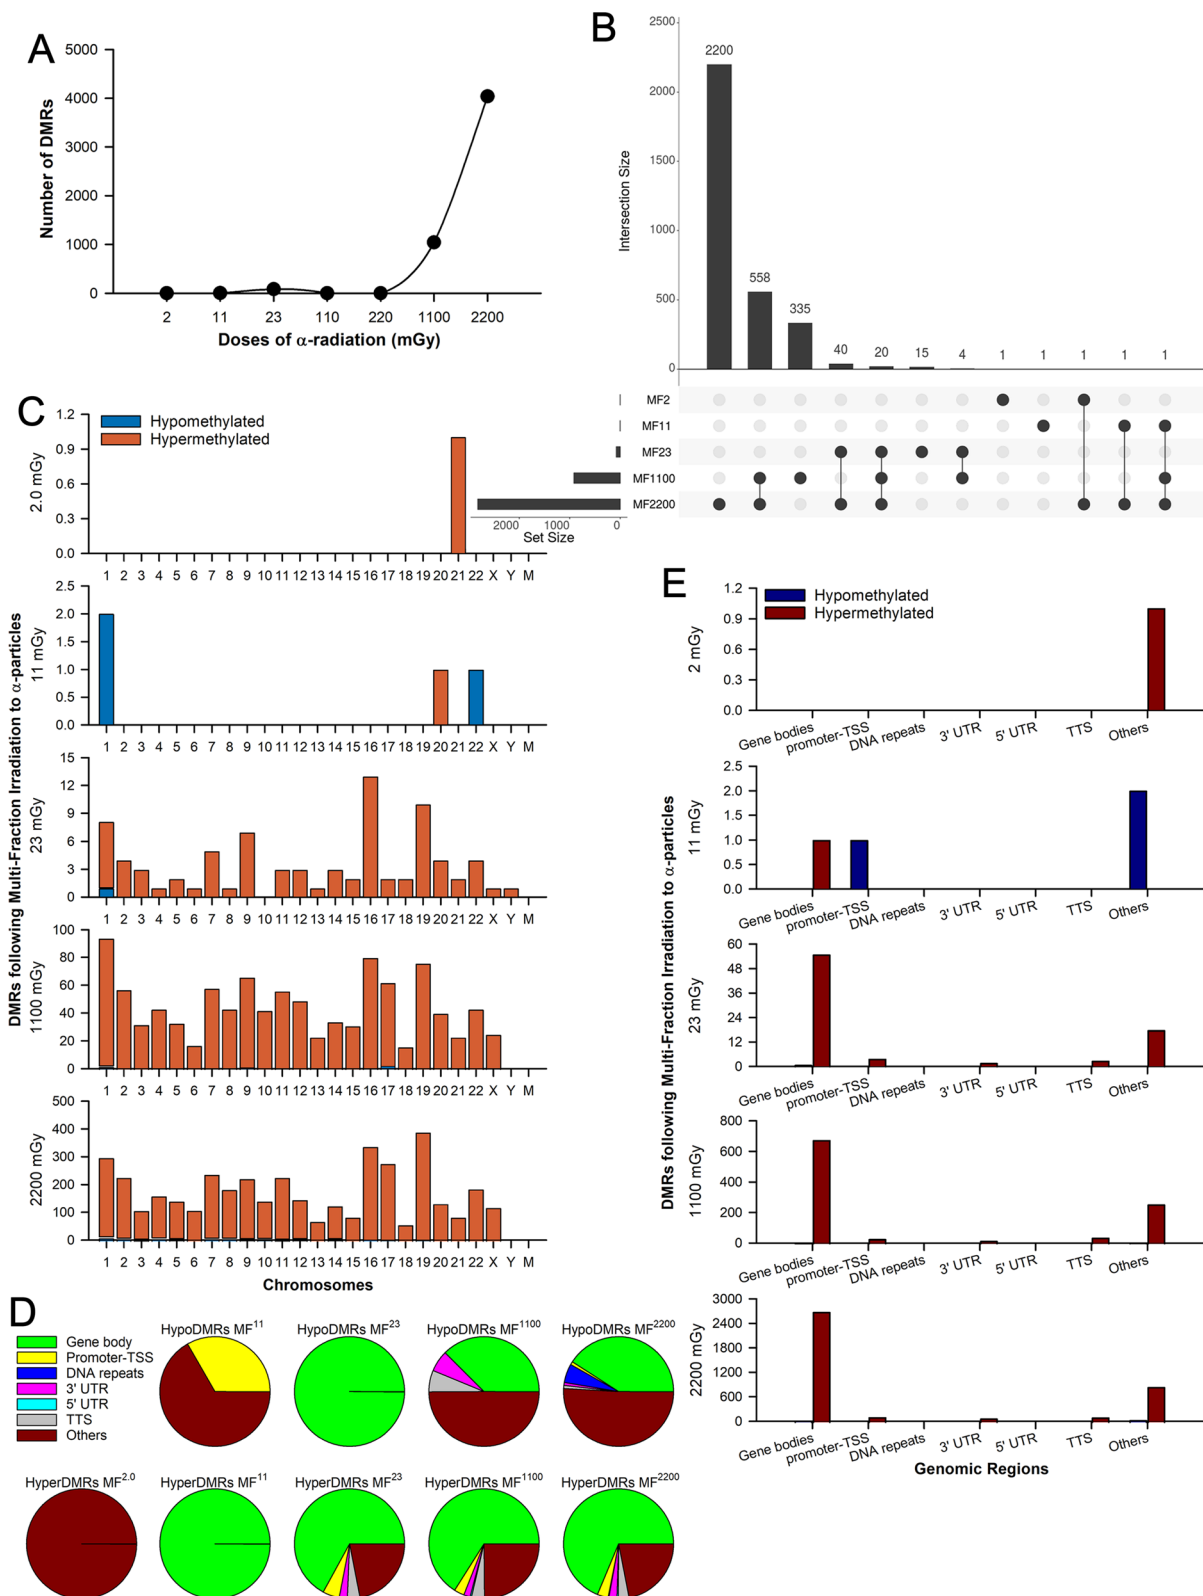 A
5000
4000
3000
2000
1000
0
Number of DMRs
2 11 23 110 220 1100 2200
Doses of α-radiation (mGy)
B
2500
2000
1500
1000
500
0
Intersection Size
2200 558 335 40 20 15 4 1 1 1 1 1
MF2
MF11
MF23
MF1100
MF2200
2000 1000 0
Set Size
C
Hypomethylated
Hypermethylated
DMRs following Multi-Fraction Irradiation to α-particles
2.0 mGy
1.2
0.9
0.6
0.3
0.0
1 2 3 4 5 6 7 8 9 10 11 12 13 14 15 16 17 18 19 20 21 22 X Y M
11 mGy
2.5
2.0
1.5
1.0
0.5
0.0
1 2 3 4 5 6 7 8 9 10 11 12 13 14 15 16 17 18 19 20 21 22 X Y M
23 mGy
15
12
9
6
3
0
1 2 3 4 5 6 7 8 9 10 11 12 13 14 15 16 17 18 19 20 21 22 X Y M
1100 mGy
100
80
60
40
20
0
1 2 3 4 5 6 7 8 9 10 11 12 13 14 15 16 17 18 19 20 21 22 X Y M
2200 mGy
500
400
300
200
100
0
1 2 3 4 5 6 7 8 9 10 11 12 13 14 15 16 17 18 19 20 21 22 X Y M
Chromosomes
D
Gene body
Promoter-TSS
DNA repeats
3' UTR
5' UTR
TTS
Others
HypoDMRs MF11
HypoDMRs MF23
HypoDMRs MF1100
HypoDMRs MF2200
HyperDMRs MF2.0
HyperDMRs MF11
HyperDMRs MF23
HyperDMRs MF1100
HyperDMRs MF2200
E
Hypomethylated
Hypermethylated
DMRs following Multi-Fraction Irradiation to α-particles
2 mGy
1.2
0.9
0.6
0.3
0.0
Gene bodies promoter-TSS DNA repeats 3' UTR 5' UTR TTS Others
11 mGy
2.5
2.0
1.5
1.0
0.5
0.0
Gene bodies promoter-TSS DNA repeats 3' UTR 5' UTR TTS Others
23 mGy
60
48
36
24
12
0
Gene bodies promoter-TSS DNA repeats 3' UTR 5' UTR TTS Others
1100 mGy
800
600
400
200
0
Gene bodies promoter-TSS DNA repeats 3' UTR 5' UTR TTS Others
2200 mGy
3000
2400
1800
1200
600
0
Gene bodies promoter-TSS DNA repeats 3' UTR 5' UTR TTS Others
Genomic Regions